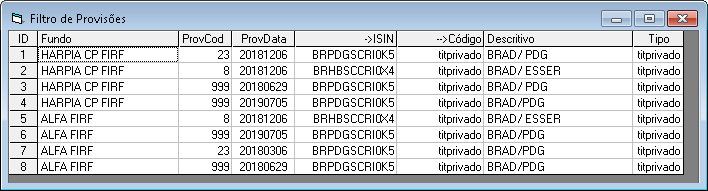 Filtro de Provisões
ID Fundo ProvCod ProvData ->ISIN -->Código Descritivo Tipo
1 HARPIA CP FIRF 23 20181206 BRPDGSCRI0K5 titprivado BRAD/ PDG titprivado
2 HARPIA CP FIRF 8 20181206 BRHBSCCRI0X4 titprivado BRAD/ ESSER titprivado
3 HARPIA CP FIRF 999 20180629 BRPDGSCRI0K5 titprivado BRAD /PDG titprivado
4 HARPIA CP FIRF 999 20190705 BRPDGSCRI0K5 titprivado BRAD/PDG titprivado
5 ALFA FIRF 8 20181206 BRHBSCCRI0X4 titprivado BRAD/ ESSER titprivado
6 ALFA FIRF 999 20190705 BRPDGSCRI0K5 titprivado BRAD/PDG titprivado
7 ALFA FIRF 23 20180306 BRPDGSCRI0K5 titprivado BRAD/PDG titprivado
8 ALFA FIRF 999 20180629 BRPDGSCRI0K5 titprivado BRAD/PDG titprivado